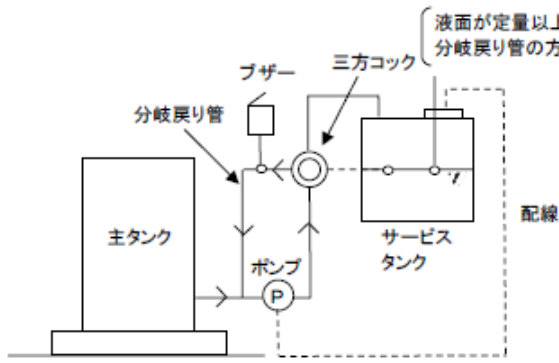 液面が定量以上
分岐戻り管の方
三方コック
ブザー
分岐戻り管
主タンク
サービス
タンク
配線
ポンプ
P